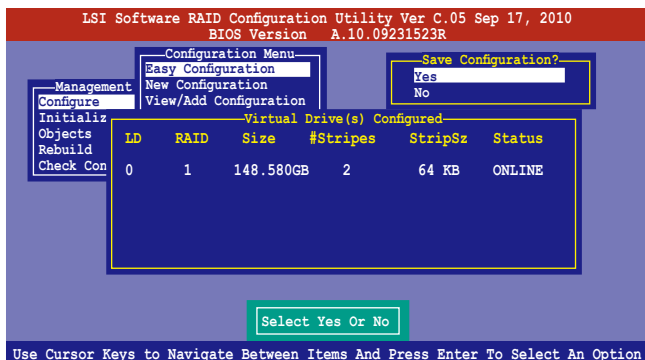 LSI Software RAID Configuration Utility Ver C.05 Sep 17, 2010
BIOS Version A.10.09231523R
Configuration Menu
Easy Configuration
New Configuration
View/Add Configuration
Save Configuration?
Yes
No
Management
Configure
Initializ
Objects
Rebuild
Check Con
Virtual Drive(s) Configured
LD RAID Size #Stripes StripSz Status
0 1 148.580GB 2 64 KB ONLINE
Select Yes Or No
Use Cursor Keys to Navigate Between Items And Press Enter To Select An Option